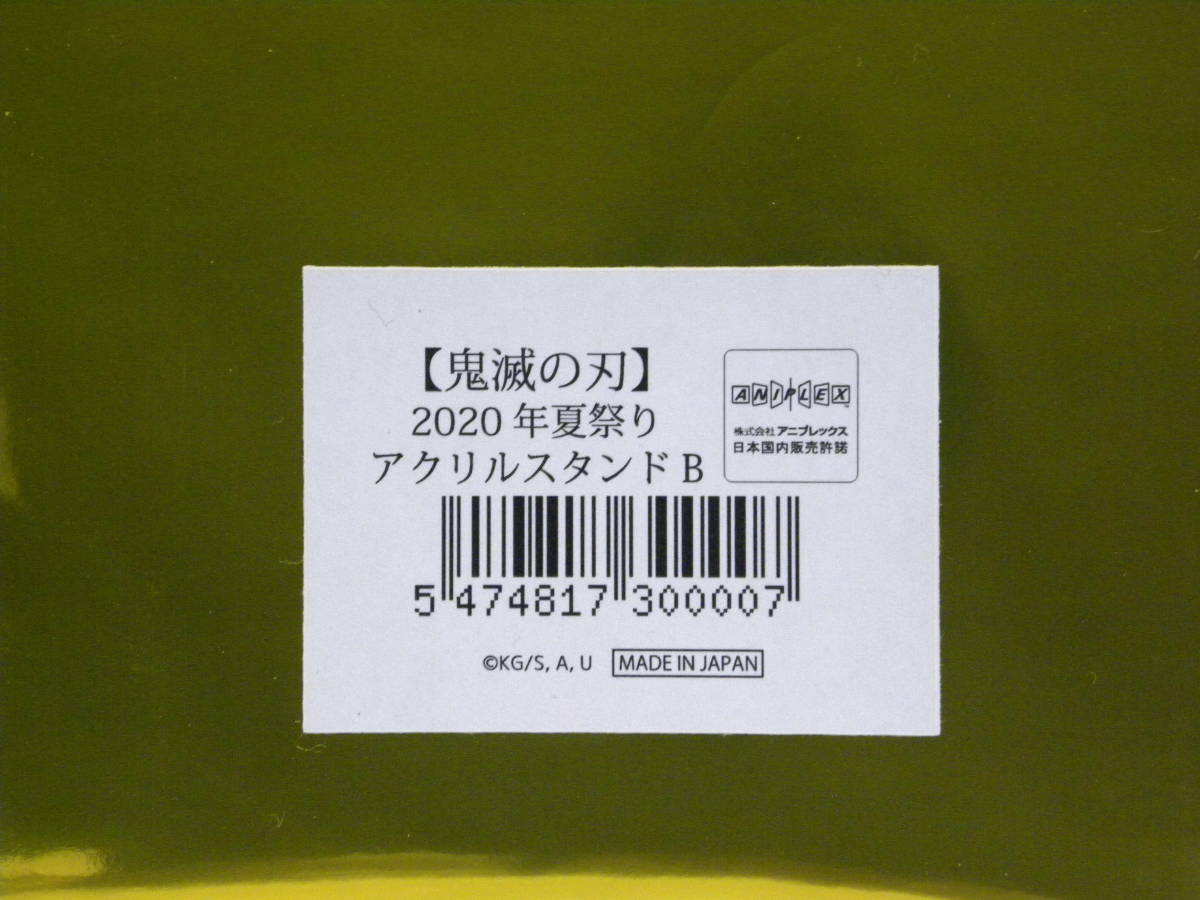 【鬼滅の刃】
2020年夏祭り
アクリルスタンドB
ANIPLEX
株式会社アニプレックス
日本国内販売許諾
5 474817 300007
©KG/S, A, U MADE IN JAPAN